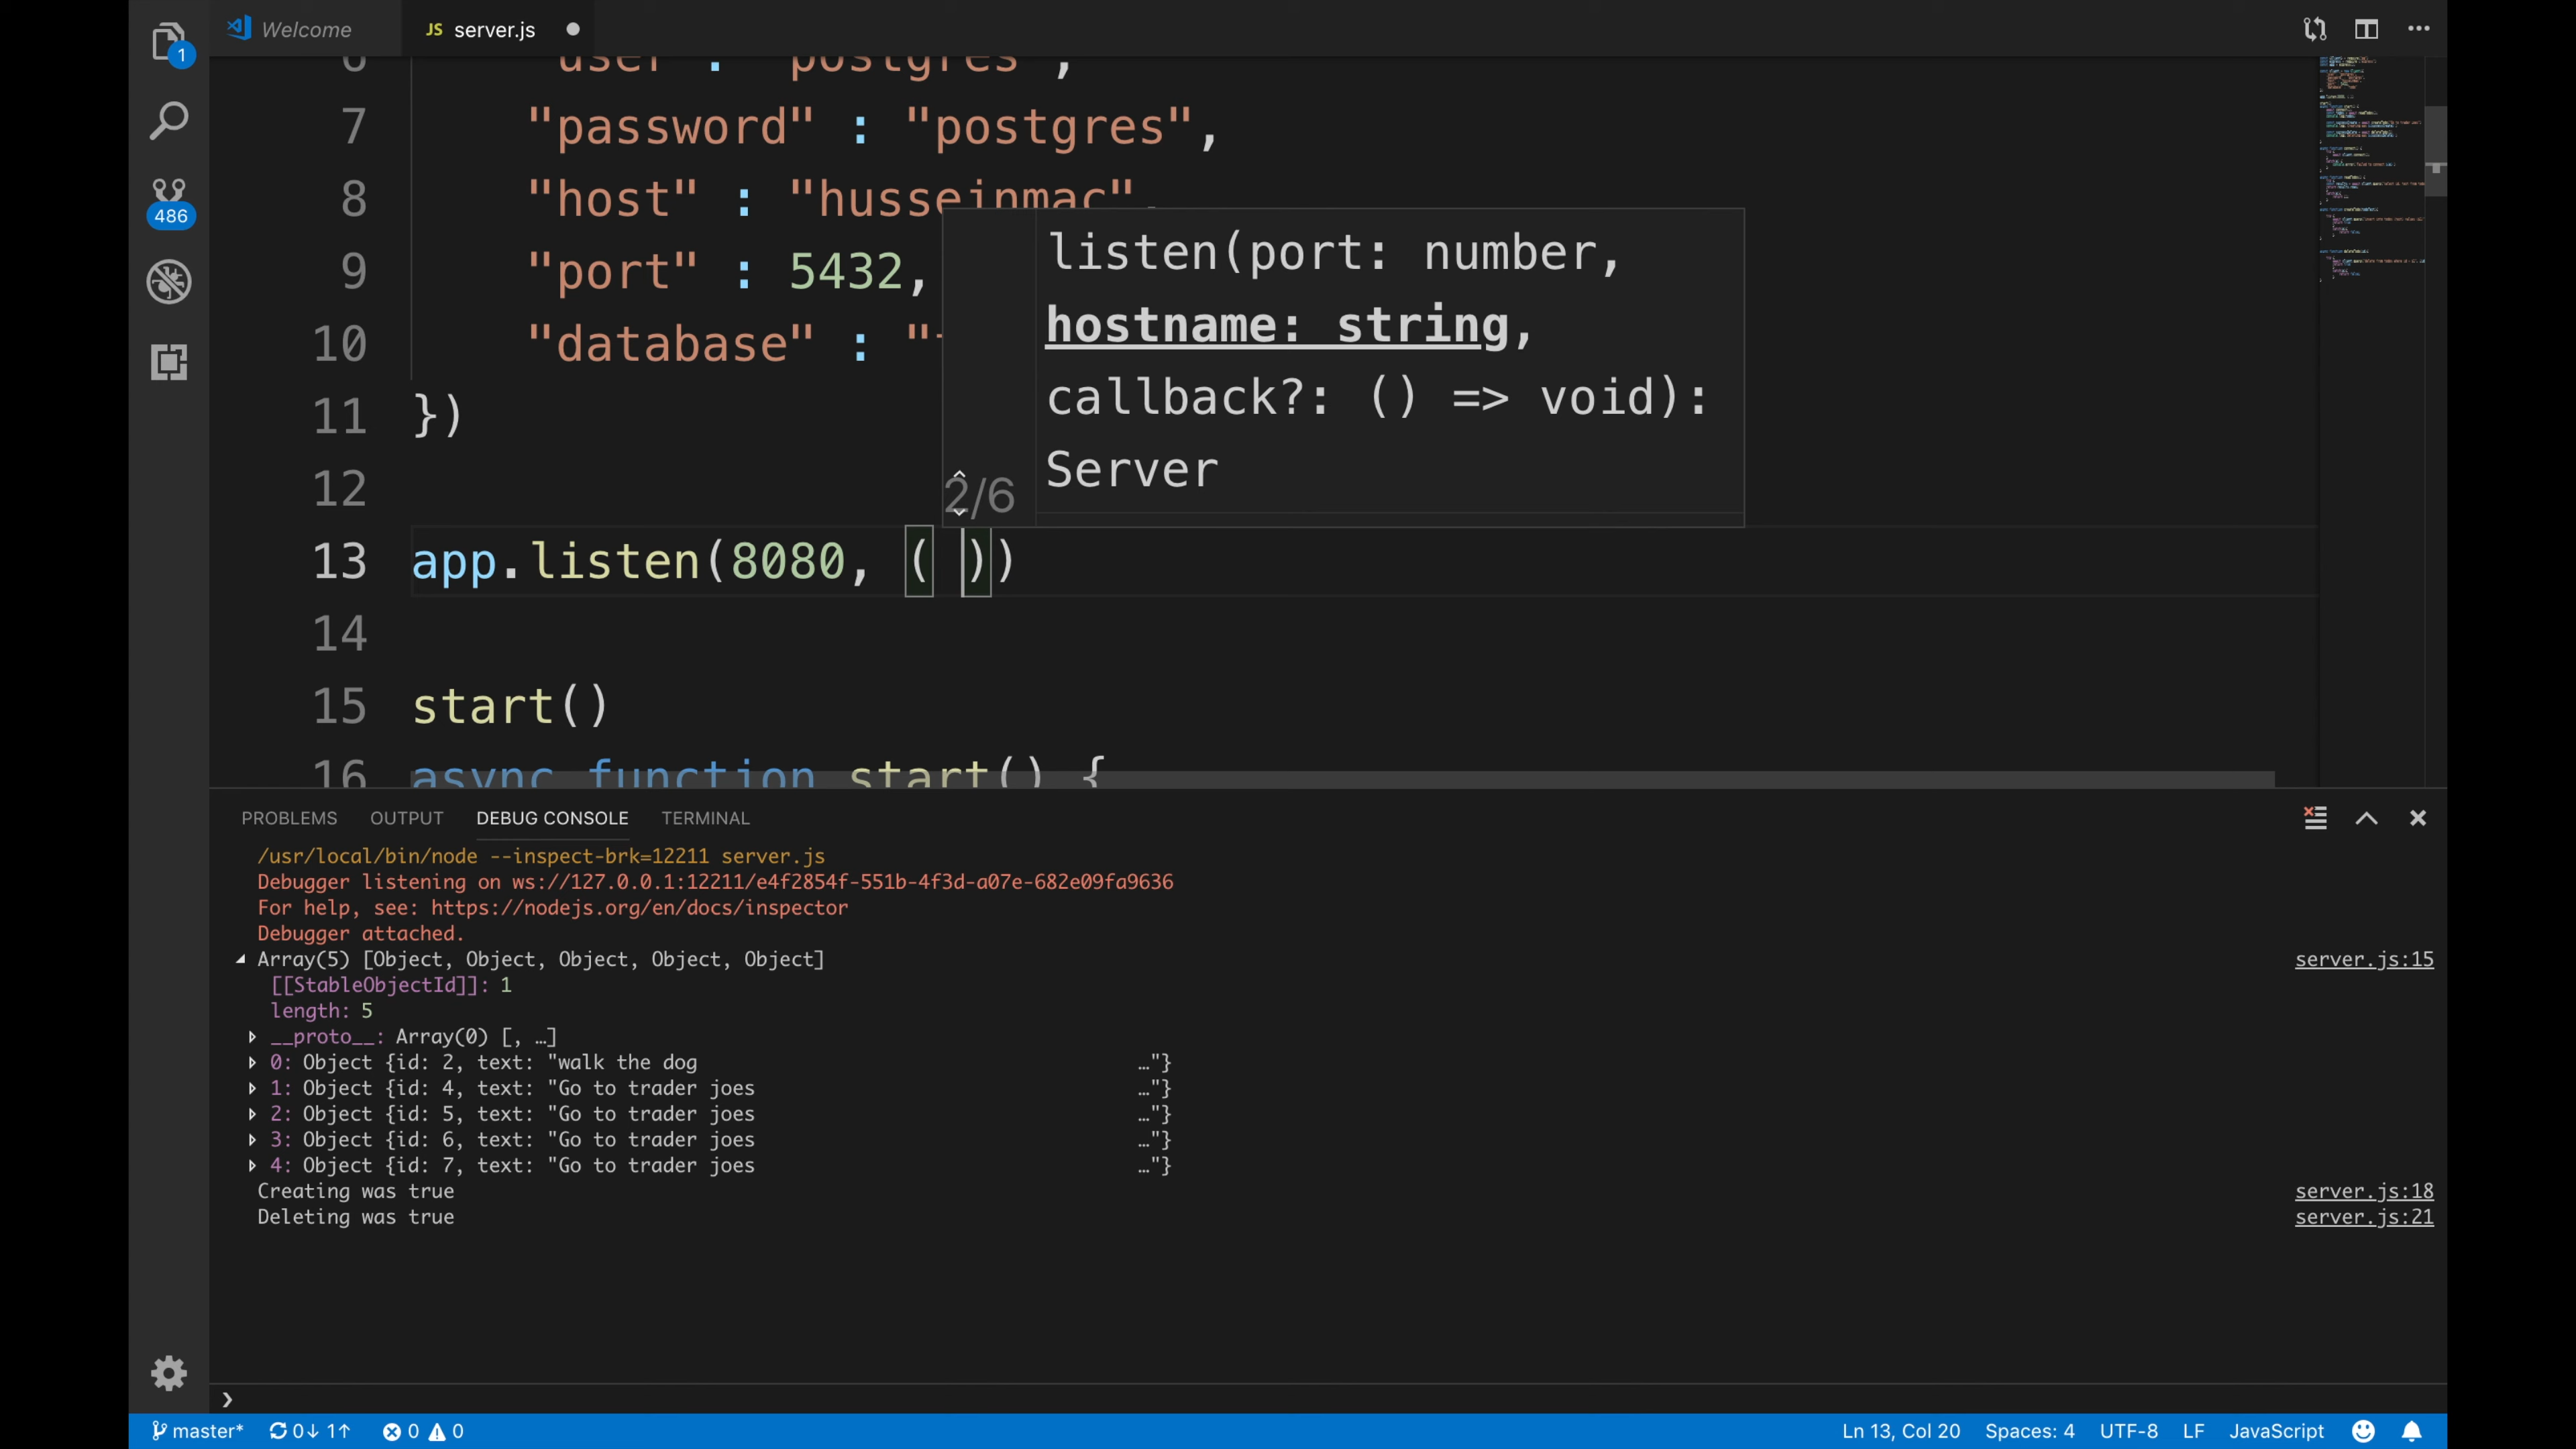 Welcome
JS server.js
1
486
6 "user" : "postgres",
7 "password" : "postgres",
8 "host" : "husseinmac",
9 "port" : 5432,
10 "database" : "
11 })
12
13 app.listen(8080, ( ))
14
15 start()
16 async function start() {
listen(port: number,
hostname: string,
callback?: () => void):
Server
2/6
PROBLEMS OUTPUT DEBUG CONSOLE TERMINAL
/usr/local/bin/node --inspect-brk=12211 server.js
Debugger listening on ws://127.0.0.1:12211/e4f2854f-551b-4f3d-a07e-682e09fa9636
For help, see: https://nodejs.org/en/docs/inspector
Debugger attached.
Array(5) [Object, Object, Object, Object, Object] server.js:15
[[StableObjectId]]: 1
length: 5
__proto__: Array(0) [, …]
0: Object {id: 2, text: "walk the dog …"}
1: Object {id: 4, text: "Go to trader joes …"}
2: Object {id: 5, text: "Go to trader joes …"}
3: Object {id: 6, text: "Go to trader joes …"}
4: Object {id: 7, text: "Go to trader joes …"}
Creating was true server.js:18
Deleting was true server.js:21
master* 0↓ 1↑ 0 0 Ln 13, Col 20 Spaces: 4 UTF-8 LF JavaScript